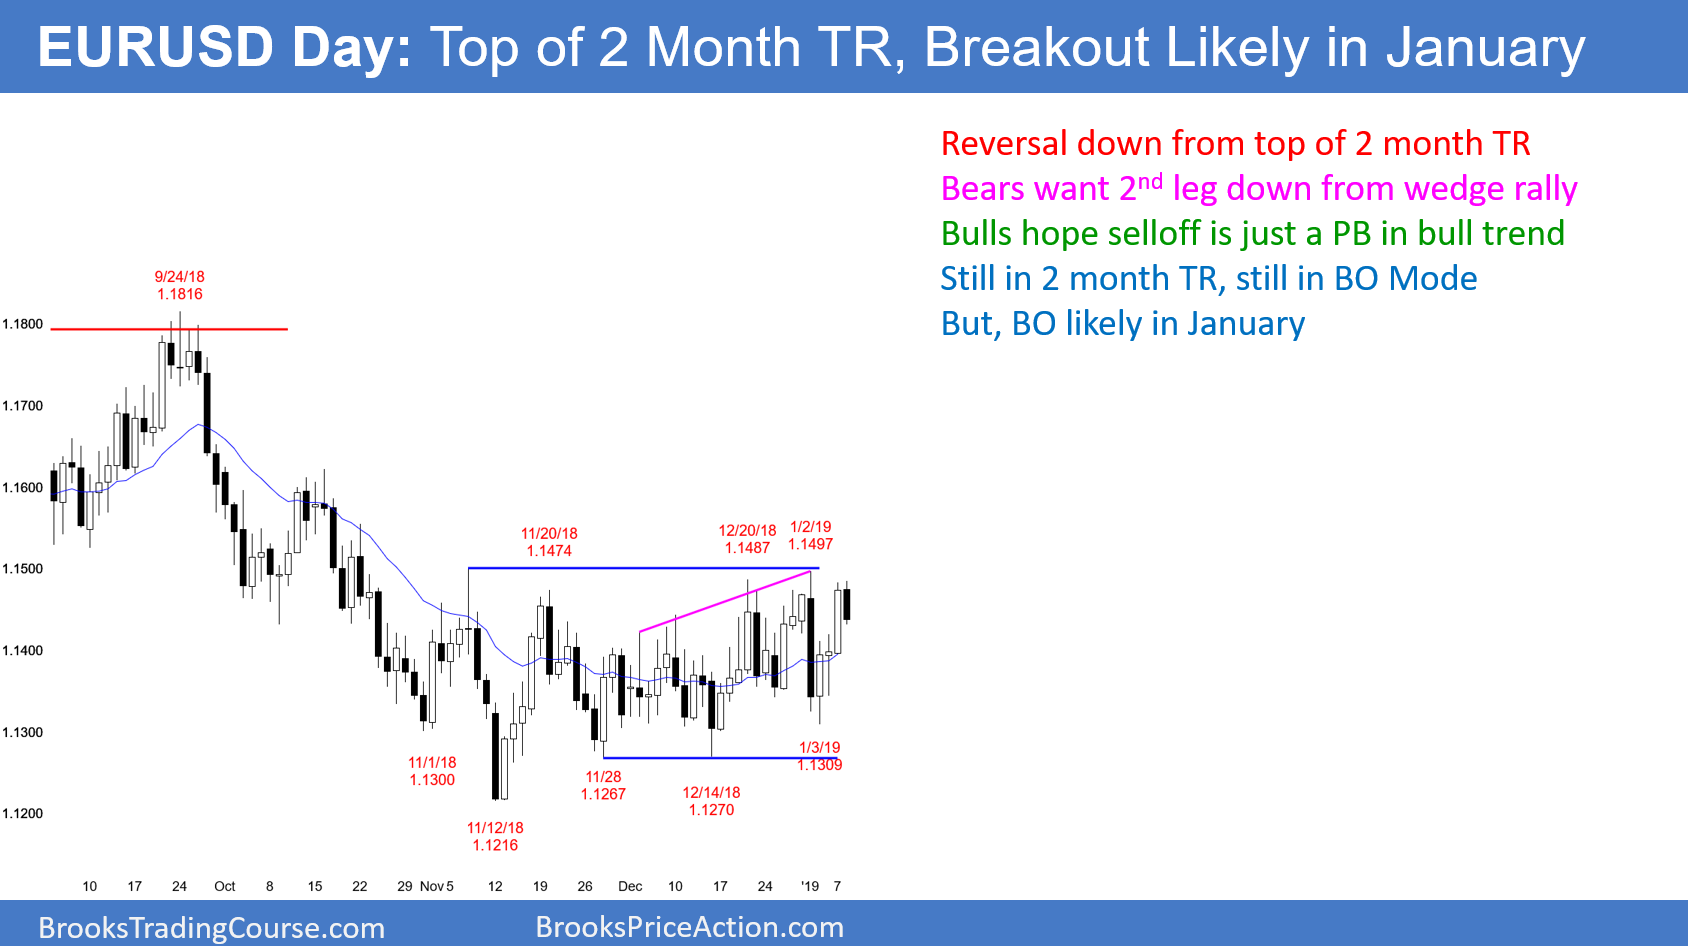 EURUSD Day: Top of 2 Month TR, Breakout Likely in January
Reversal down from top of 2 month TR
Bears want 2nd leg down from wedge rally
Bulls hope selloff is just a PB in bull trend
Still in 2 month TR, still in BO Mode
But, BO likely in January
9/24/18
1.1816
1.1800
1.1700
1.1600
1.1500
1.1400
1.1300
1.1200
11/20/18
1.1474
12/20/18
1.1487
1/2/19
1.1497
11/1/18
1.1300
11/12/18
1.1216
11/28
1.1267
12/14/18
1.1270
1/3/19
1.1309
10 17 24 Oct 8 15 22 29 Nov 5 12 19 26 Dec 10 17 24 '19 7
BrooksTradingCourse.com
BrooksPriceAction.com